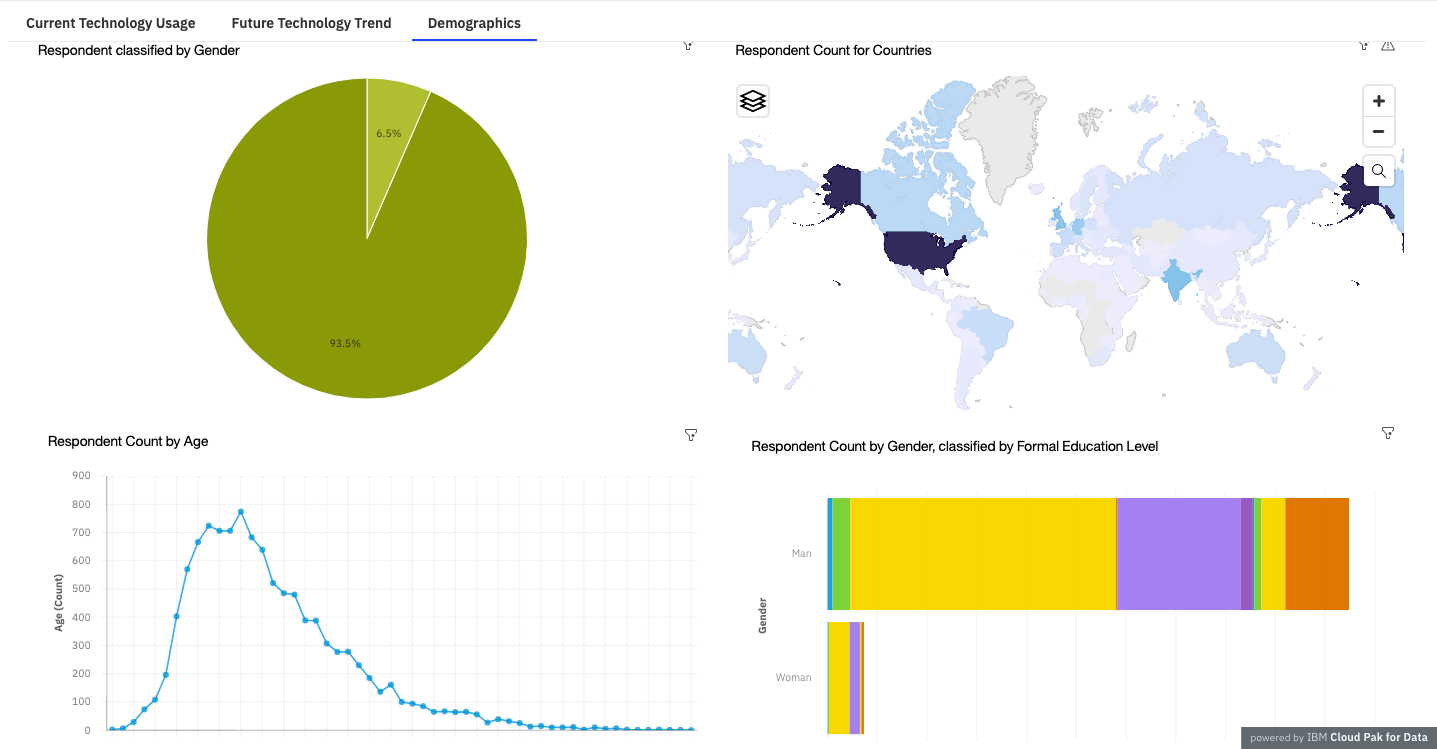 Current Technology Usage
Future Technology Trend
Demographics
Respondent classified by Gender
6.5%
93.5%
Respondent Count for Countries
Respondent Count by Age
Age (Count)
900
800
700
600
500
400
300
200
100
0
Respondent Count by Gender, classified by Formal Education Level
Gender
Man
Woman
powered by IBM Cloud Pak for Data